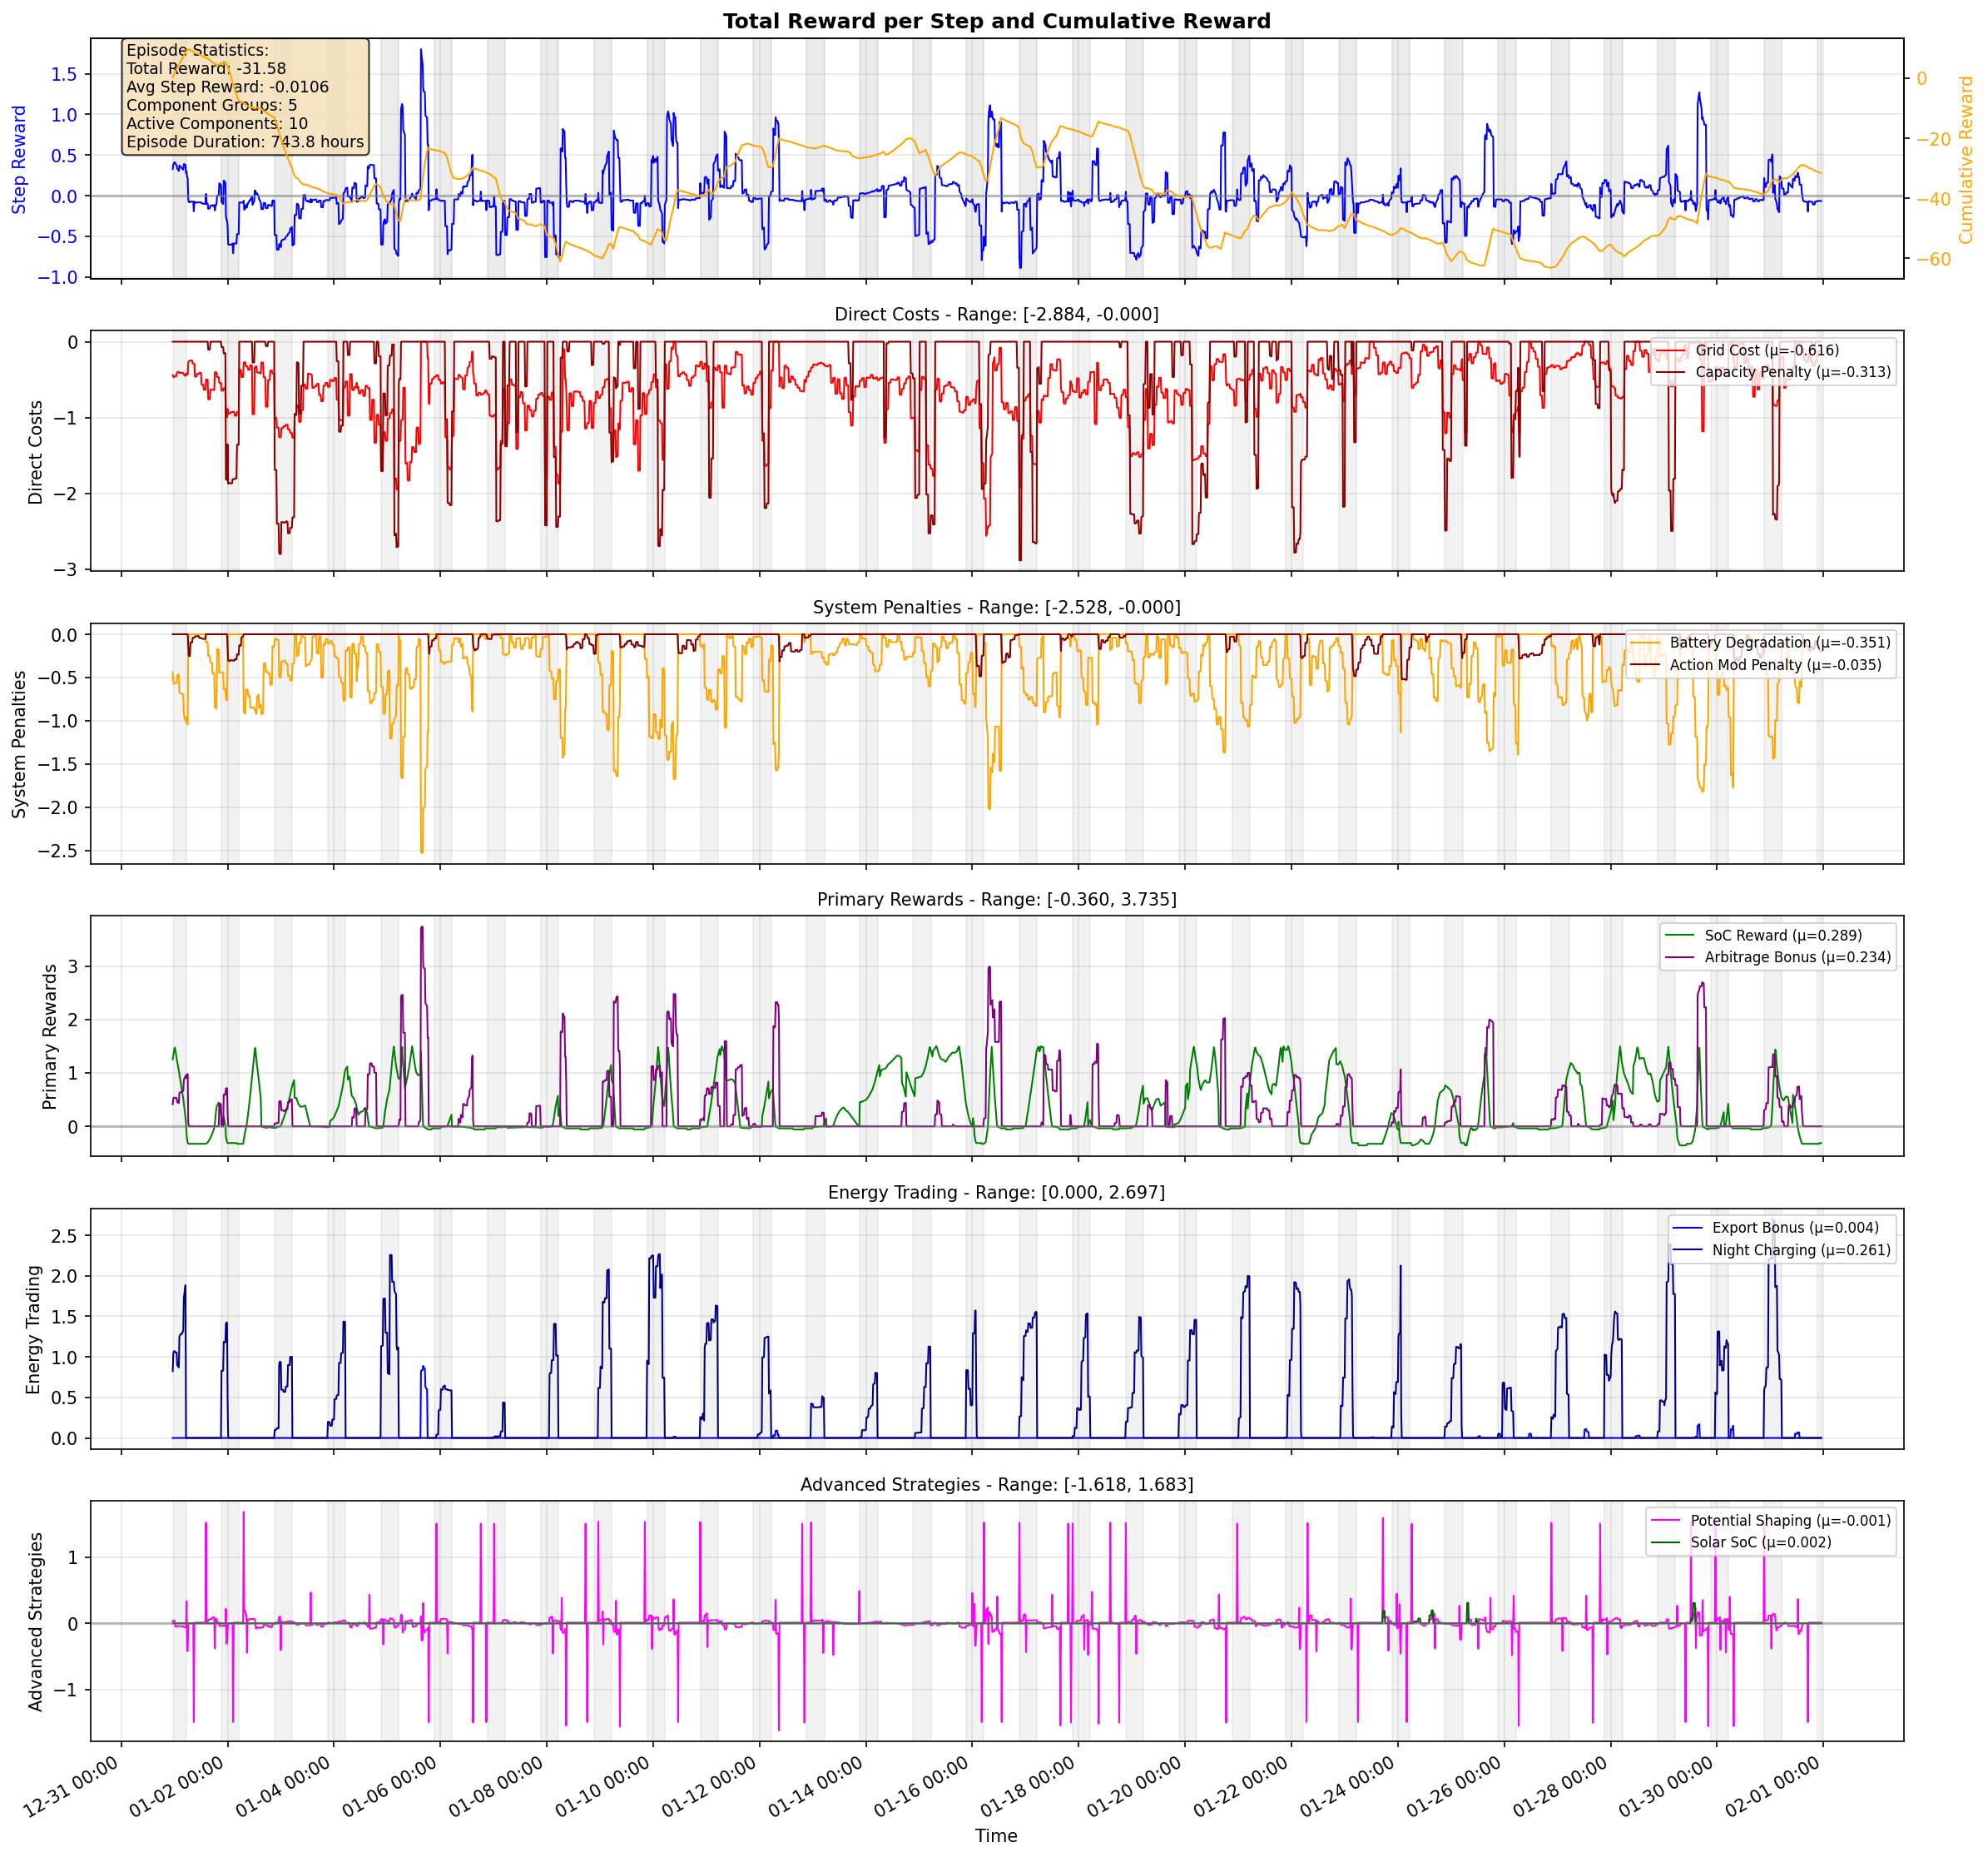 Total Reward per Step and Cumulative Reward
Episode Statistics:
Total Reward: -31.58
Avg Step Reward: -0.0106
Component Groups: 5
Active Components: 10
Episode Duration: 743.8 hours
Step Reward
1.5
1.0
0.5
0.0
−0.5
−1.0
0
−20
−40
−60
Cumulative Reward
Direct Costs - Range: [-2.884, -0.000]
Direct Costs
0
−1
−2
−3
Grid Cost (μ=-0.616)
Capacity Penalty (μ=-0.313)
System Penalties - Range: [-2.528, -0.000]
System Penalties
0.0
−0.5
−1.0
−1.5
−2.0
−2.5
Battery Degradation (μ=-0.351)
Action Mod Penalty (μ=-0.035)
Primary Rewards - Range: [-0.360, 3.735]
Primary Rewards
3
2
1
0
SoC Reward (μ=0.289)
Arbitrage Bonus (μ=0.234)
Energy Trading - Range: [0.000, 2.697]
Energy Trading
2.5
2.0
1.5
1.0
0.5
0.0
Export Bonus (μ=0.004)
Night Charging (μ=0.261)
Advanced Strategies - Range: [-1.618, 1.683]
Advanced Strategies
1
0
−1
Potential Shaping (μ=-0.001)
Solar SoC (μ=0.002)
12-31 00:00
01-02 00:00
01-04 00:00
01-06 00:00
01-08 00:00
01-10 00:00
01-12 00:00
01-14 00:00
01-16 00:00
01-18 00:00
01-20 00:00
01-22 00:00
01-24 00:00
01-26 00:00
01-28 00:00
01-30 00:00
02-01 00:00
Time